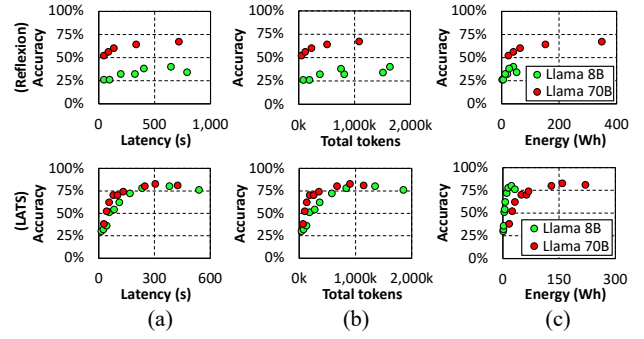 (Reflexion)
Accuracy
100%
75%
50%
25%
0%
0
500
1,000
Latency (s)
Accuracy
100%
75%
50%
25%
0%
0
1,000k
2,000k
Total tokens
Accuracy
100%
75%
50%
25%
0%
0
200
400
Energy (Wh)
Llama 8B
Llama 70B
(LATS)
Accuracy
100%
75%
50%
25%
0%
0
300
600
Latency (s)
Accuracy
100%
75%
50%
25%
0%
0
1,000k
2,000k
Total tokens
Accuracy
100%
75%
50%
25%
0%
0
150
300
Energy (Wh)
Llama 8B
Llama 70B
(a)
(b)
(c)